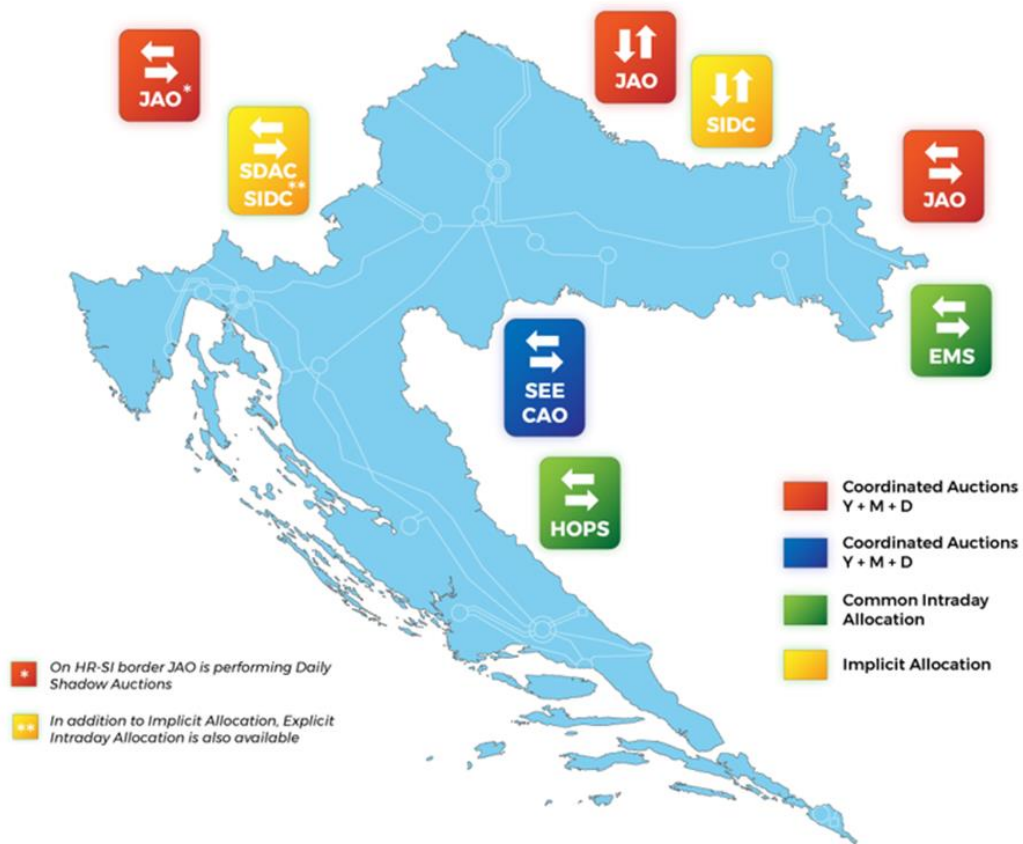 JAO*
SDAC
SIDC**
JAO
SIDC
JAO
EMS
SEE
CAO
HOPS
Coordinated Auctions
Y + M + D
Coordinated Auctions
Y + M + D
Common Intraday
Allocation
Implicit Allocation
* On HR-SI border JAO is performing Daily
Shadow Auctions
** In addition to Implicit Allocation, Explicit
Intraday Allocation is also available